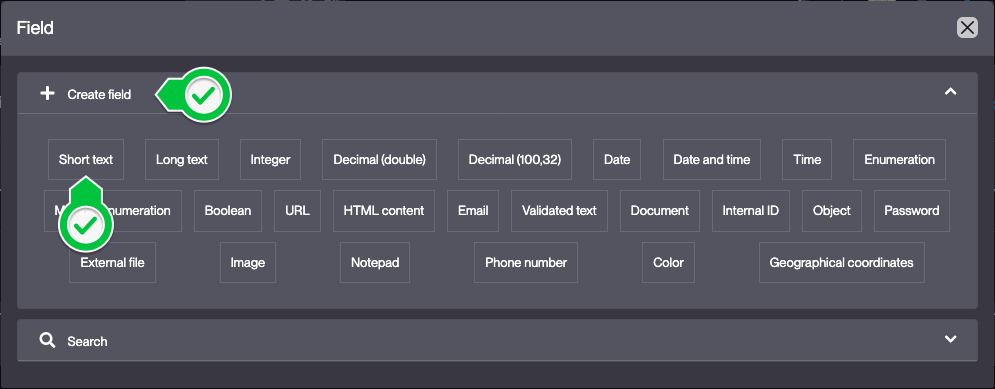 Field
Create field
Short text Long text Integer Decimal (double) Decimal (100,32) Date Date and time Time Enumeration
numeration Boolean URL HTML content Email Validated text Document Internal ID Object Password
External file Image Notepad Phone number Color Geographical coordinates
Search